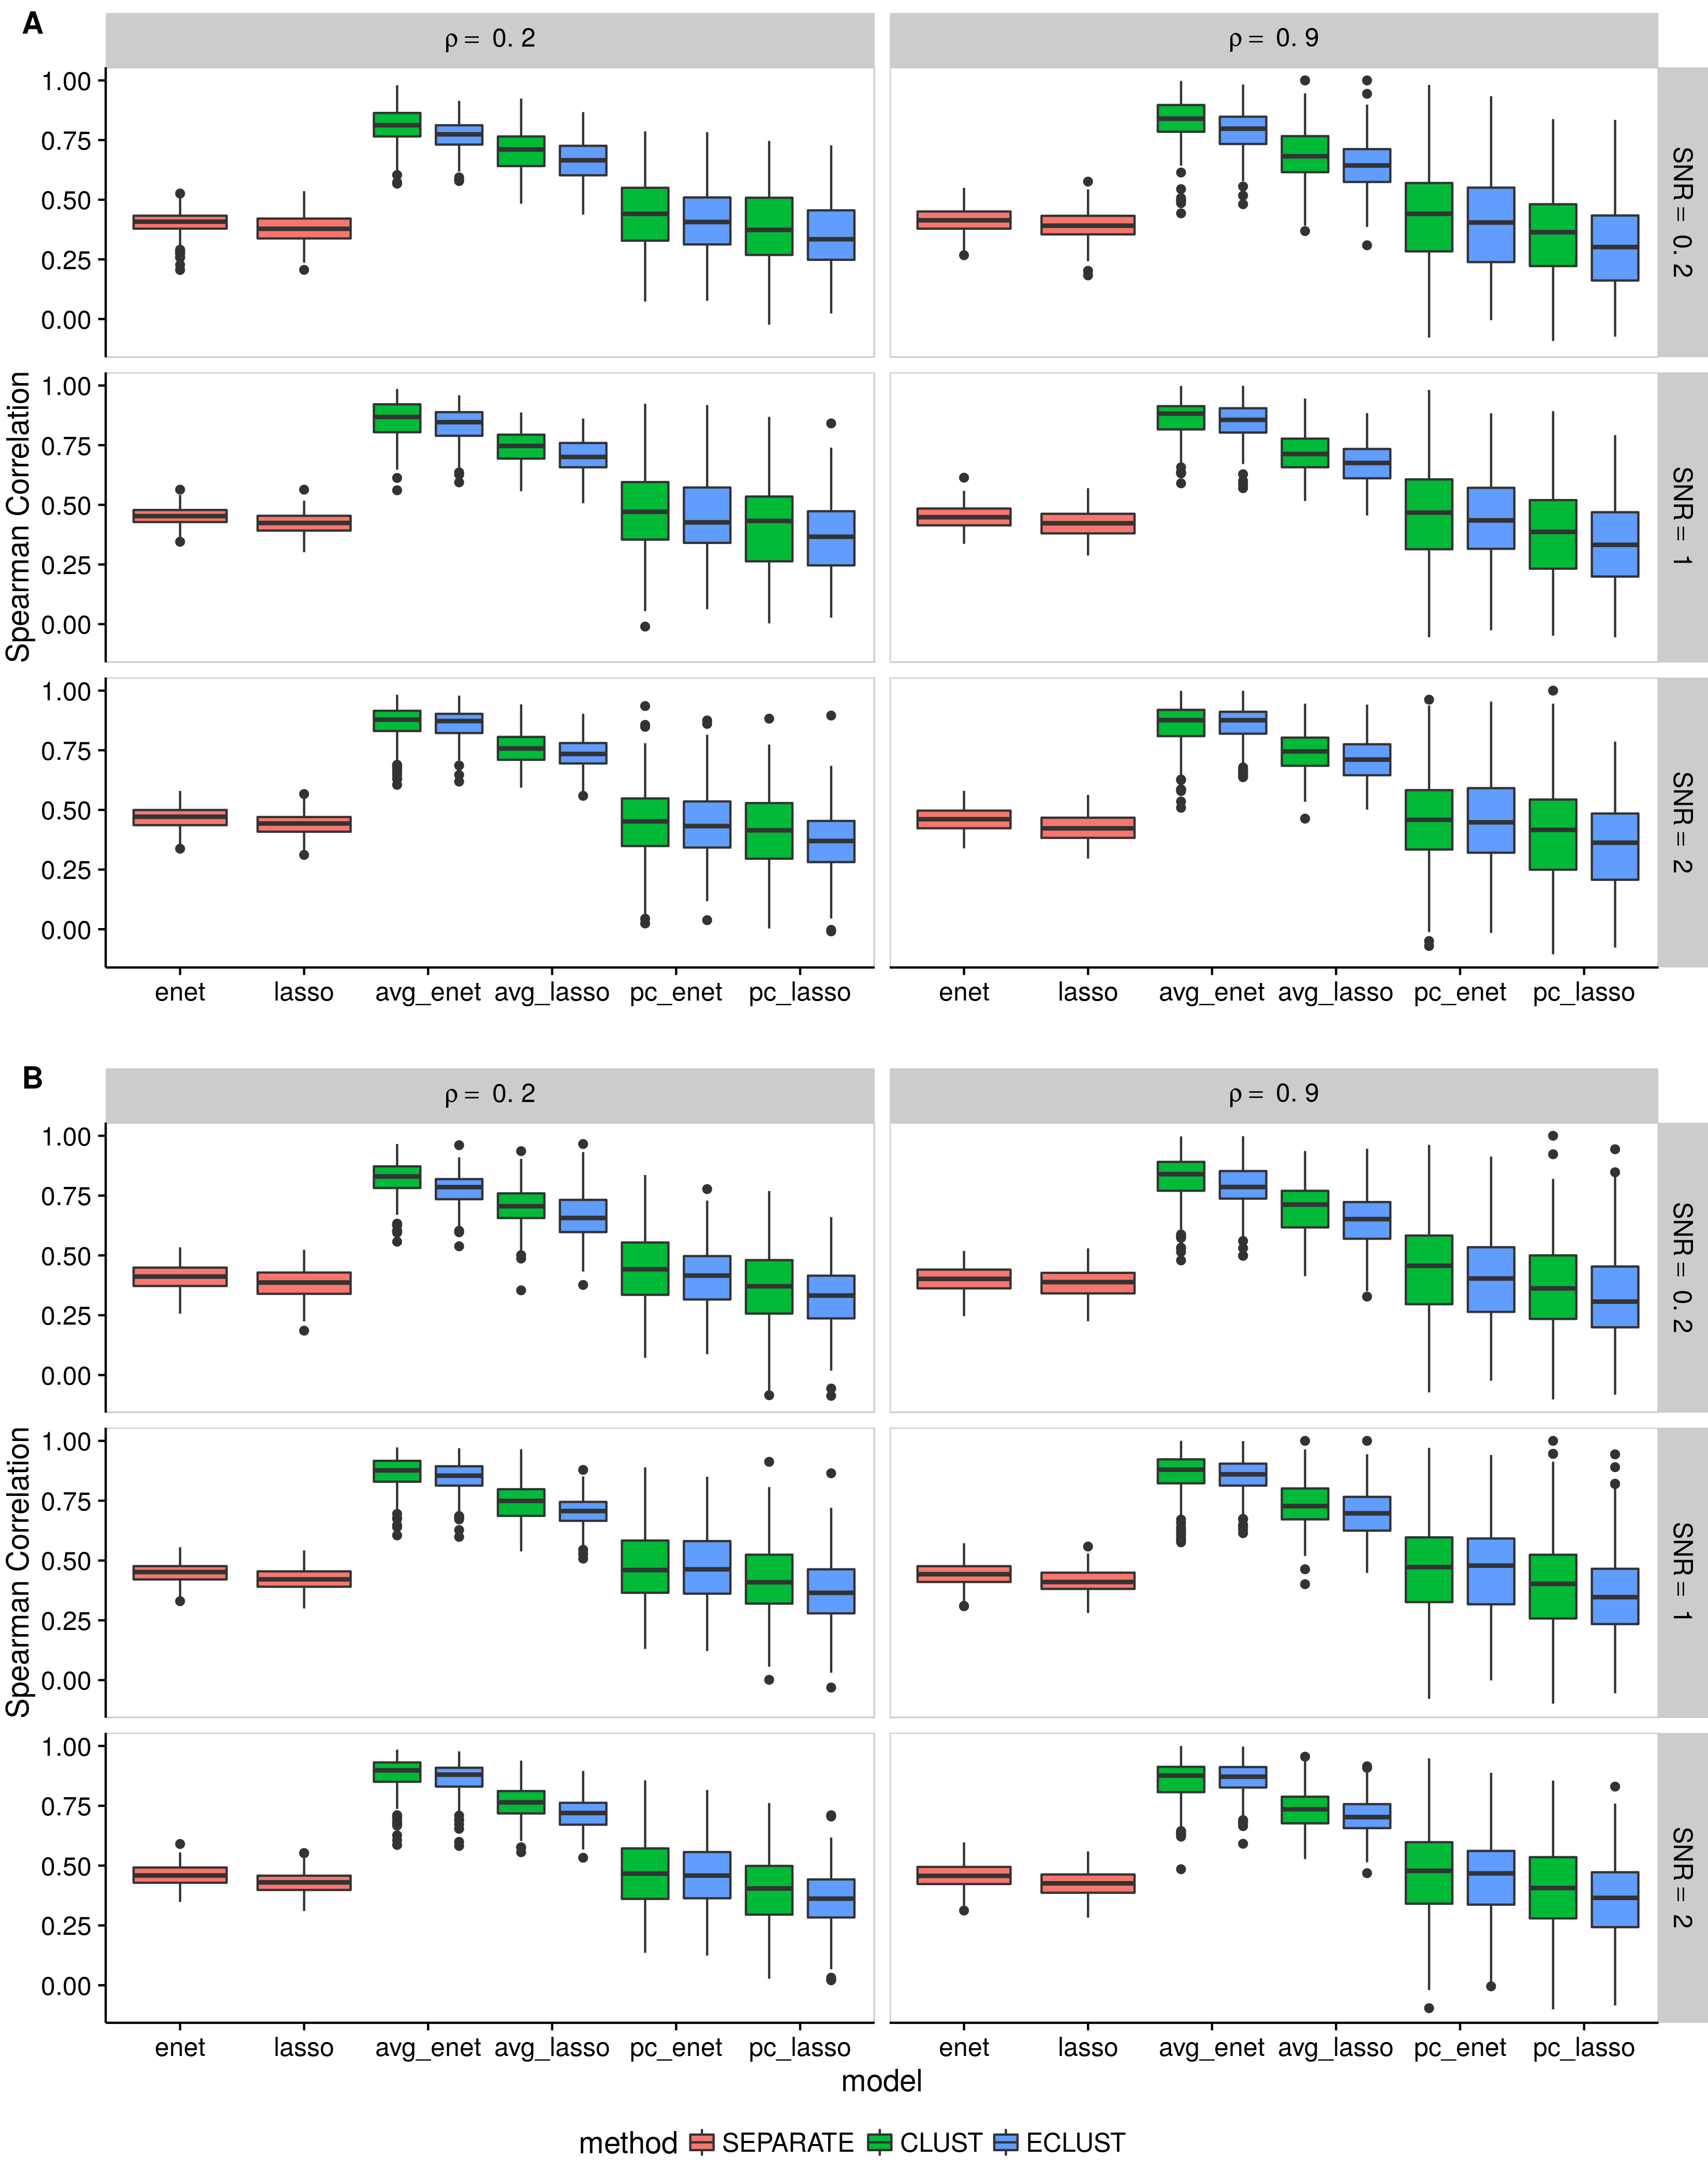 A
ρ = 0. 2
ρ = 0. 9
1.00
0.75
0.50
0.25
0.00
SNR = 0. 2
1.00
0.75
0.50
0.25
0.00
SNR = 1
1.00
0.75
0.50
0.25
0.00
SNR = 2
Spearman Correlation
enet lasso avg_enet avg_lasso pc_enet pc_lasso
enet lasso avg_enet avg_lasso pc_enet pc_lasso
B
ρ = 0. 2
ρ = 0. 9
1.00
0.75
0.50
0.25
0.00
SNR = 0. 2
1.00
0.75
0.50
0.25
0.00
SNR = 1
1.00
0.75
0.50
0.25
0.00
SNR = 2
Spearman Correlation
enet lasso avg_enet avg_lasso pc_enet pc_lasso
enet lasso avg_enet avg_lasso pc_enet pc_lasso
model
method SEPARATE CLUST ECLUST